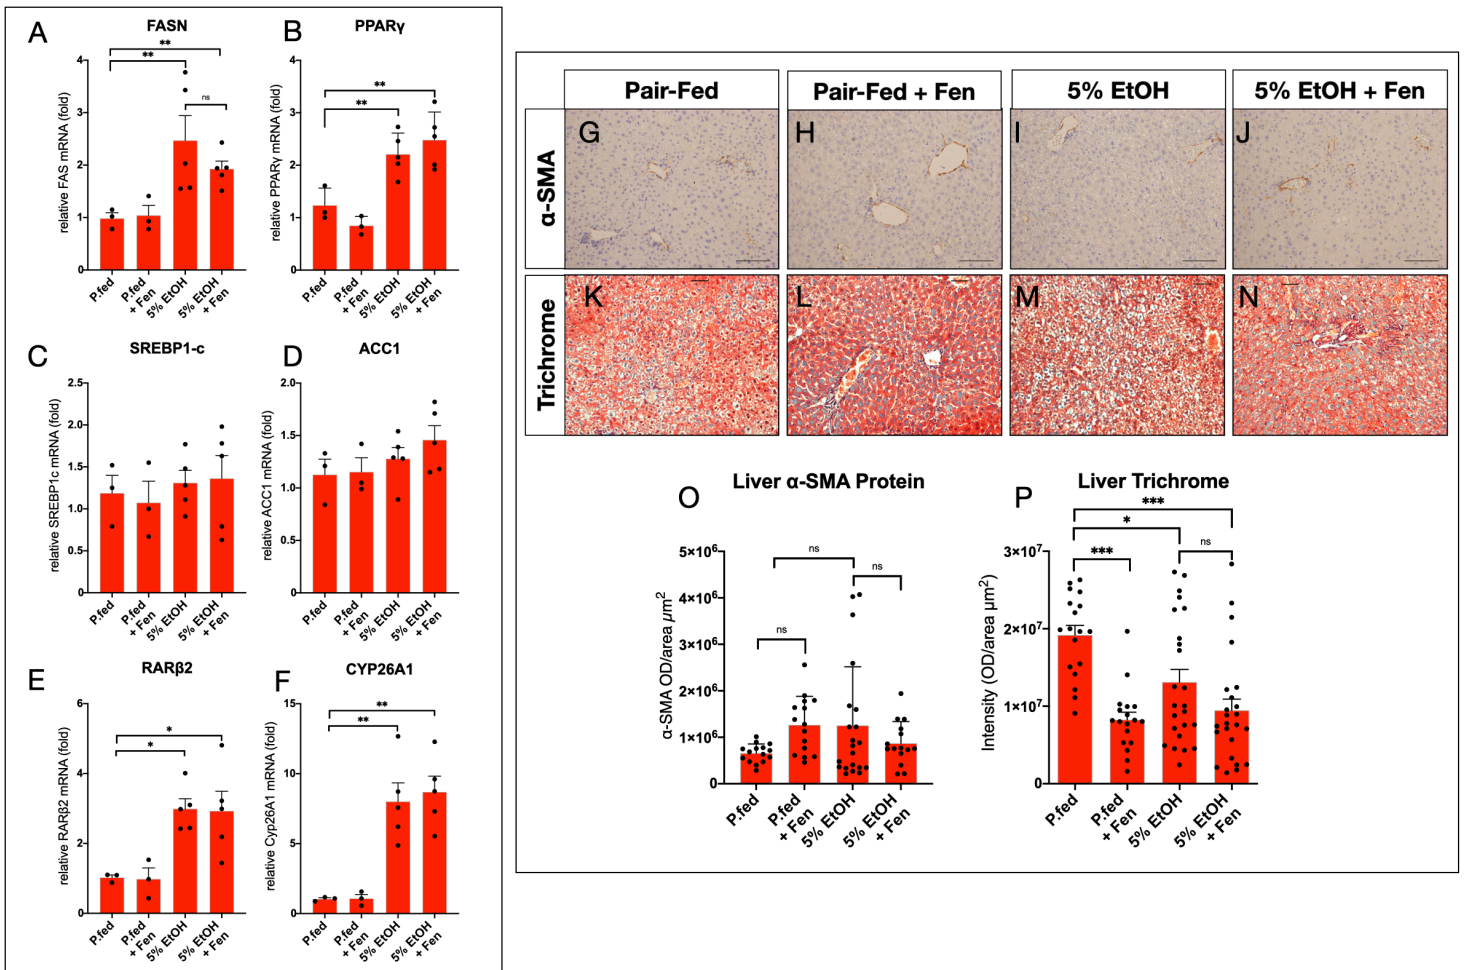 A
FASN
**
**
ns
relative FAS mRNA (fold)
4
3
2
1
0
P.fed
P.fed + Fen
5% EtOH
5% EtOH + Fen
B
PPARγ
**
**
relative PPARγ mRNA (fold)
4
3
2
1
0
P.fed
P.fed + Fen
5% EtOH
5% EtOH + Fen
C
SREBP1-c
relative SREBP1c mRNA (fold)
2.5
2.0
1.5
1.0
0.5
0.0
P.fed
P.fed + Fen
5% EtOH
5% EtOH + Fen
D
ACC1
relative ACC1 mRNA (fold)
2.0
1.5
1.0
0.5
0.0
P.fed
P.fed + Fen
5% EtOH
5% EtOH + Fen
E
RARβ2
*
*
relative RARβ2 mRNA (fold)
6
4
2
0
P.fed
P.fed + Fen
5% EtOH
5% EtOH + Fen
F
CYP26A1
**
**
relative Cyp26A1 mRNA (fold)
15
10
5
0
P.fed
P.fed + Fen
5% EtOH
5% EtOH + Fen
Pair-Fed
Pair-Fed + Fen
5% EtOH
5% EtOH + Fen
α-SMA
G
H
I
J
Trichrome
K
L
M
N
O
Liver α-SMA Protein
ns
ns
ns
α-SMA OD/area µm²
5×10⁶
4×10⁶
3×10⁶
2×10⁶
1×10⁶
0
P.fed
P.fed + Fen
5% EtOH
5% EtOH + Fen
P
Liver Trichrome
***
*
ns
***
Intensity (OD/area µm²)
3×10⁷
2×10⁷
1×10⁷
0
P.fed
P.fed + Fen
5% EtOH
5% EtOH + Fen